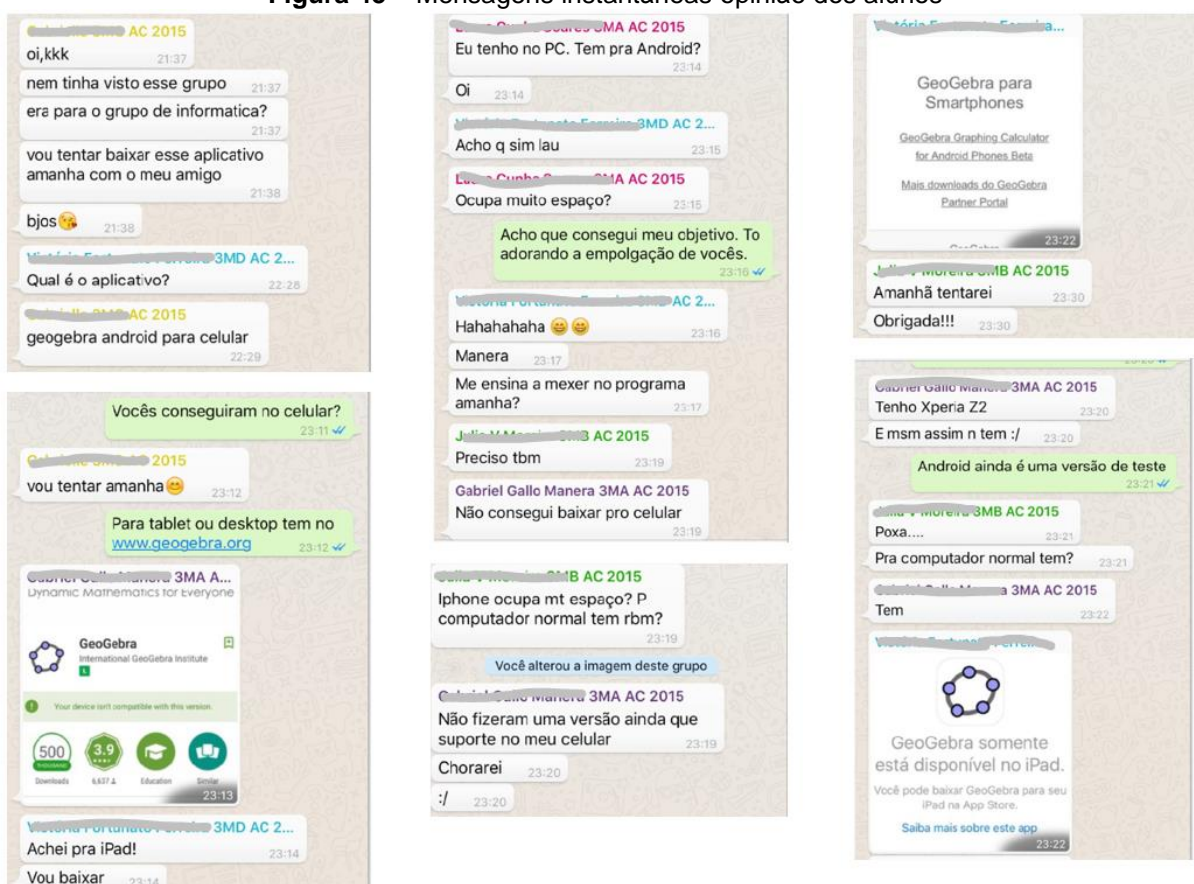 Mensagens instantâneas opinião dos alunos
AC 2015
oi,kkk 21:37
nem tinha visto esse grupo 21:37
era para o grupo de informatica?
21:37
vou tentar baixar esse aplicativo
amanha com o meu amigo
21:38
bjos 21:38
3MD AC 2...
Qual é o aplicativo? 22:28
AC 2015
geogebra android para celular
22:29
Vocês conseguiram no celular?
23:11
2015
vou tentar amanha 23:12
Para tablet ou desktop tem no
www.geogebra.org 23:12
3MA A...
Dynamic Mathematics for Everyone
GeoGebra
International GeoGebra Institute
Your device isn't compatible with this version.
500
THOUSAND
3.9
Downloads 6,637 Education Similar
23:13
3MD AC 2...
Achei pra iPad! 23:14
Vou baixar 23:14
3MA AC 2015
Eu tenho no PC. Tem pra Android?
23:14
Oi 23:14
3MD AC 2...
Acho q sim lau 23:15
AC 2015
Ocupa muito espaço? 23:15
Acho que consegui meu objetivo. To
adorando a empolgação de vocês.
23:16
AC 2...
Hahahahaha 23:16
Manera 23:17
Me ensina a mexer no programa
amanha? 23:17
AC 2015
Preciso tbm 23:19
Gabriel Gallo Manera 3MA AC 2015
Não consegui baixar pro celular
23:19
AC 2015
Iphone ocupa mt espaço? P
computador normal tem rbm?
23:19
Você alterou a imagem deste grupo
3MA AC 2015
Não fizeram uma versão ainda que
suporte no meu celular 23:19
Chorarei 23:20
:/ 23:20
GeoGebra para
Smartphones
GeoGebra Graphing Calculator
for Android Phones Beta
Mais downloads do GeoGebra
Partner Portal
23:22
AC 2015
Amanhã tentarei 23:30
Obrigada!!! 23:30
3MA AC 2015
Tenho Xperia Z2 23:20
E msm assim n tem :/ 23:20
Android ainda é uma versão de teste
23:21
3MB AC 2015
Poxa.... 23:21
Pra computador normal tem? 23:21
3MA AC 2015
Tem 23:22
GeoGebra somente
está disponível no iPad.
Você pode baixar GeoGebra para seu
iPad na App Store.
Saiba mais sobre este app
23:22